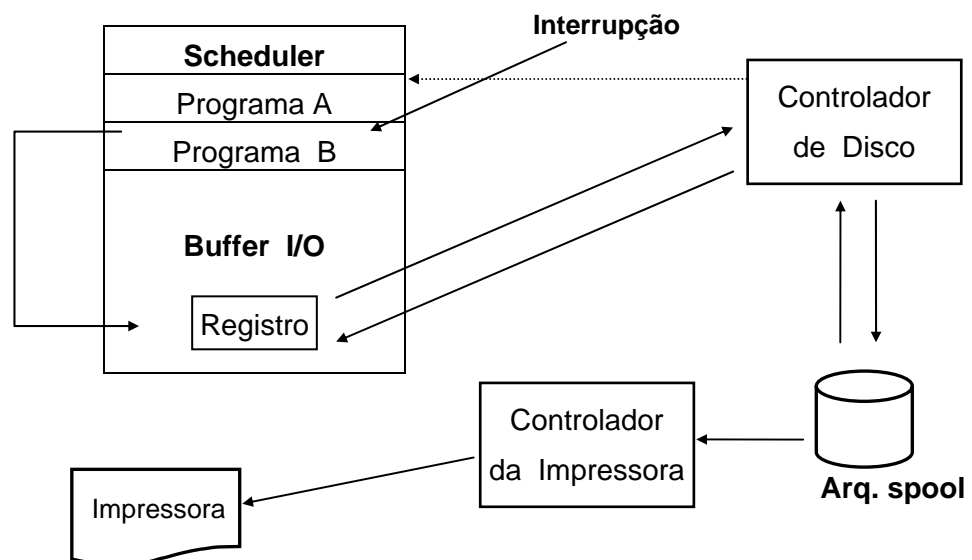 Interrupção
Scheduler
Programa A
Programa B
Buffer I/O
Registro
Controlador
de Disco
Controlador
da Impressora
Arq. spool
Impressora